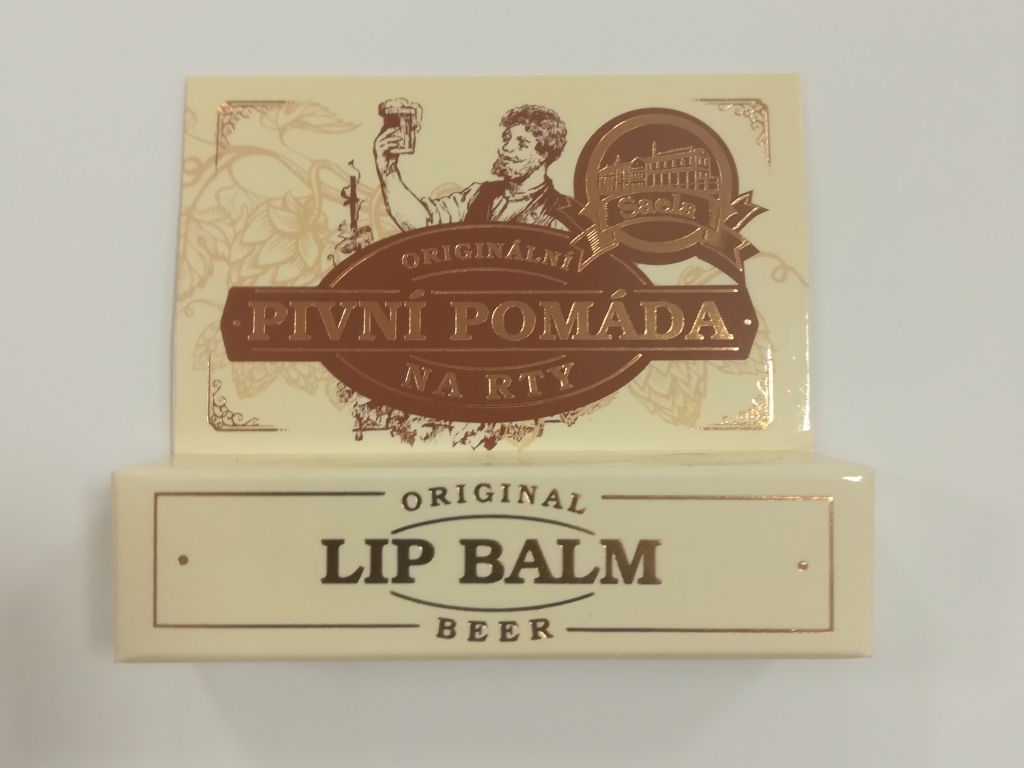 Saela
ORIGINÁLNÍ
PIVNÍ POMÁDA
NA RTY
ORIGINAL
LIP BALM
BEER